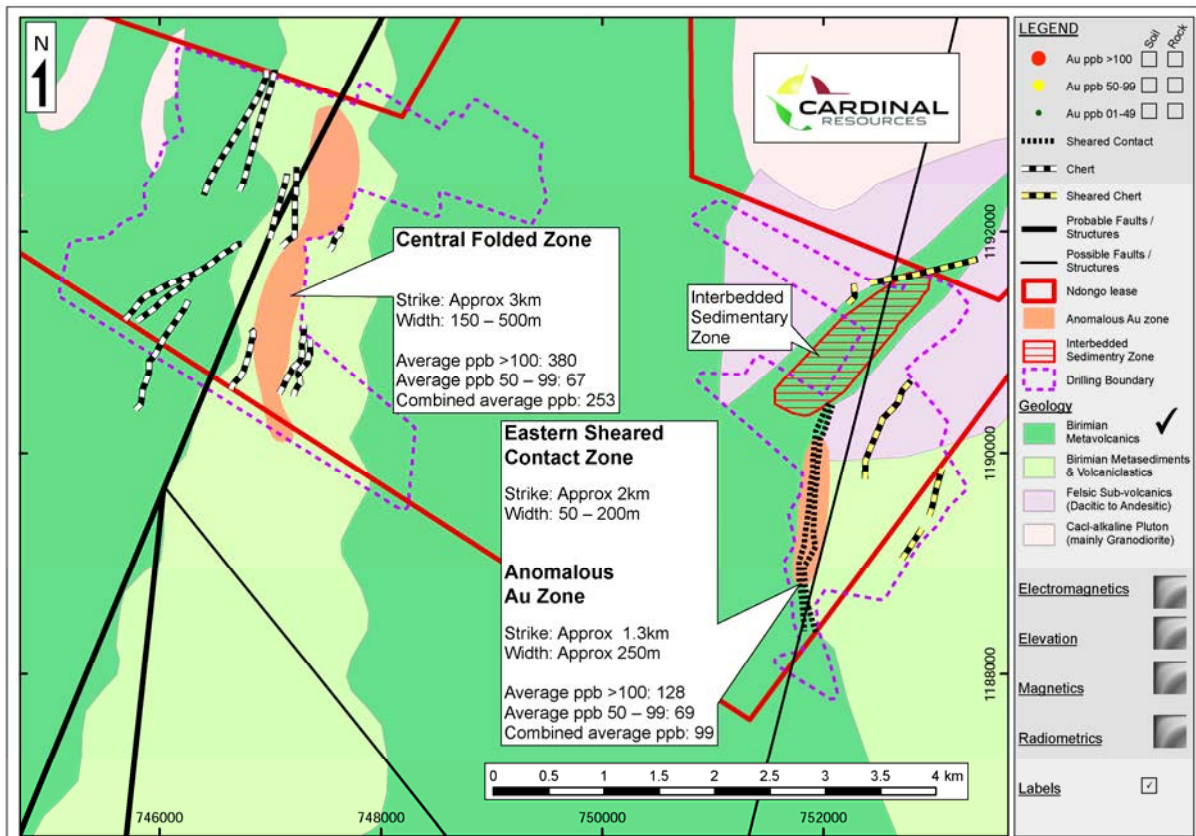 N
CARDINAL
RESOURCES
Central Folded Zone
Strike: Approx 3km
Width: 150 – 500m
Average ppb >100: 380
Average ppb 50 – 99: 67
Combined average ppb: 253
Interbedded
Sedimentary
Zone
Eastern Sheared
Contact Zone
Strike: Approx 2km
Width: 50 – 200m
Anomalous
Au Zone
Strike: Approx 1.3km
Width: Approx 250m
Average ppb >100: 128
Average ppb 50 – 99: 69
Combined average ppb: 99
0 0.5 1 1.5 2 2.5 3 3.5 4 km
746000 748000 750000 752000
1192000
1190000
1188000
LEGEND
Soil
Rock
Au ppb >100
Au ppb 50-99
Au ppb 01-49
Sheared Contact
Chert
Sheared Chert
Probable Faults /
Structures
Possible Faults /
Structures
Ndongo lease
Anomalous Au zone
Interbedded
Sedimentry Zone
Drilling Boundary
Geology
Birimian
Metavolcanics
Birimian Metasediments
& Volcaniclastics
Felsic Sub-volcanics
(Dacitic to Andesitic)
Cacl-alkaline Pluton
(mainly Granodiorite)
Electromagnetics
Elevation
Magnetics
Radiometrics
Labels